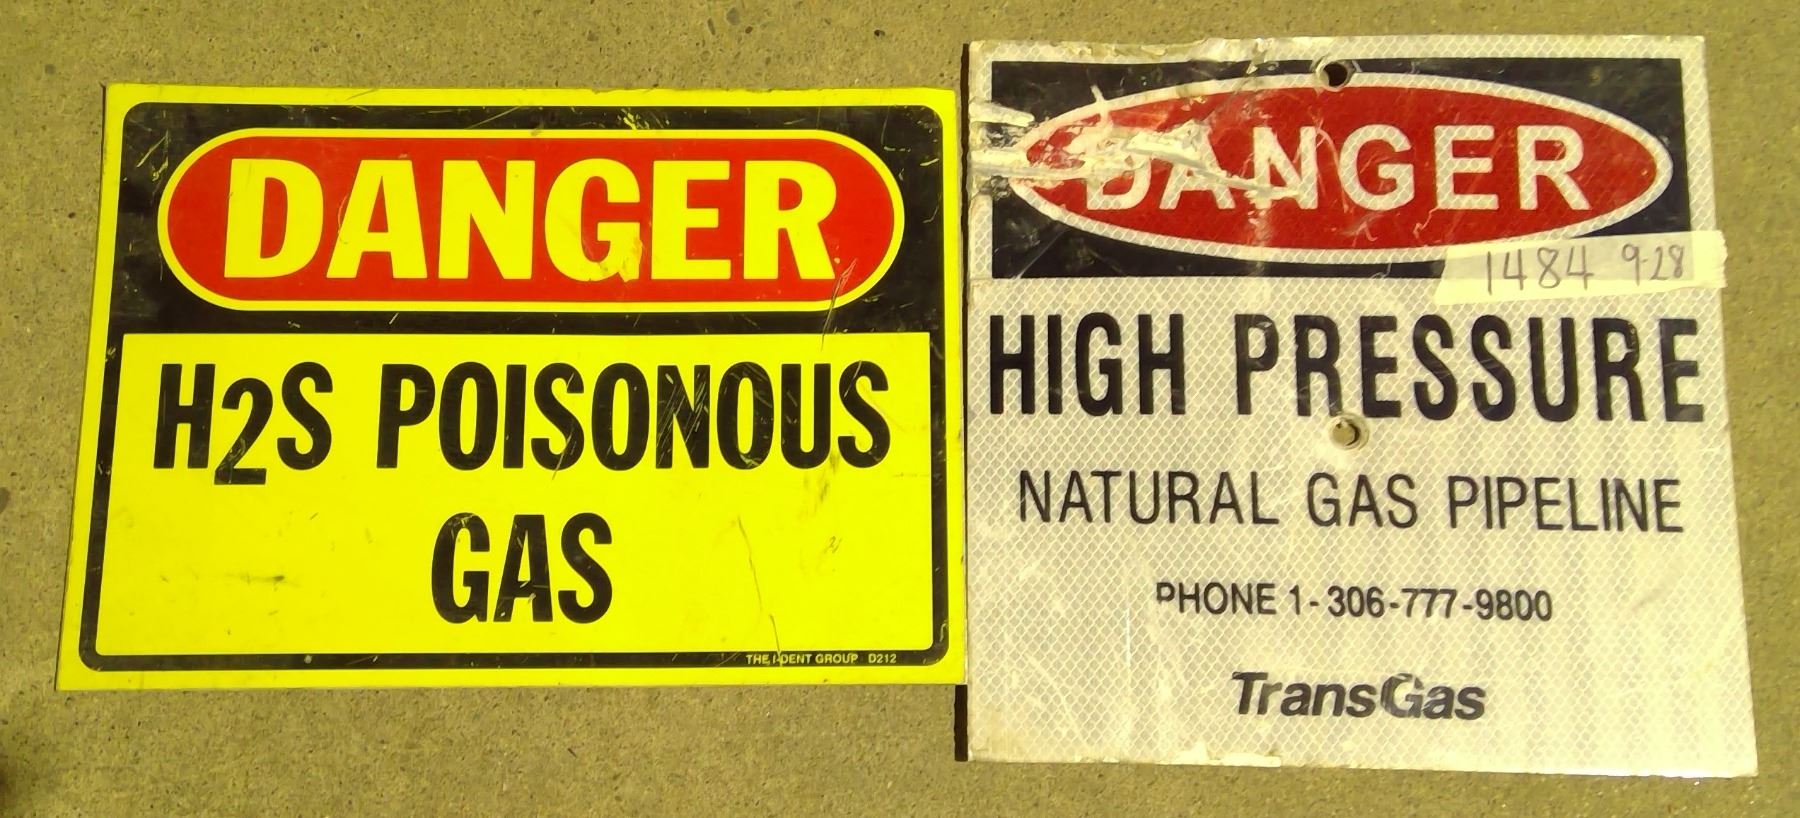 DANGER
H2S POISONOUS
GAS
THE I-DENT GROUP D212
DANGER
1484 9-28
HIGH PRESSURE
NATURAL GAS PIPELINE
PHONE 1-306-777-9800
TransGas